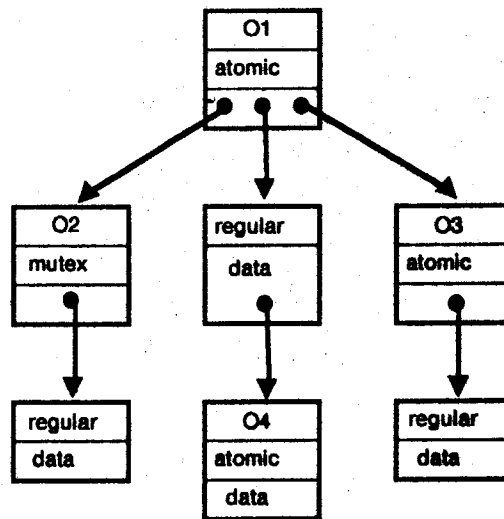 O1
atomic
O2
mutex
regular
data
O3
atomic
regular
data
O4
atomic
data
regular
data